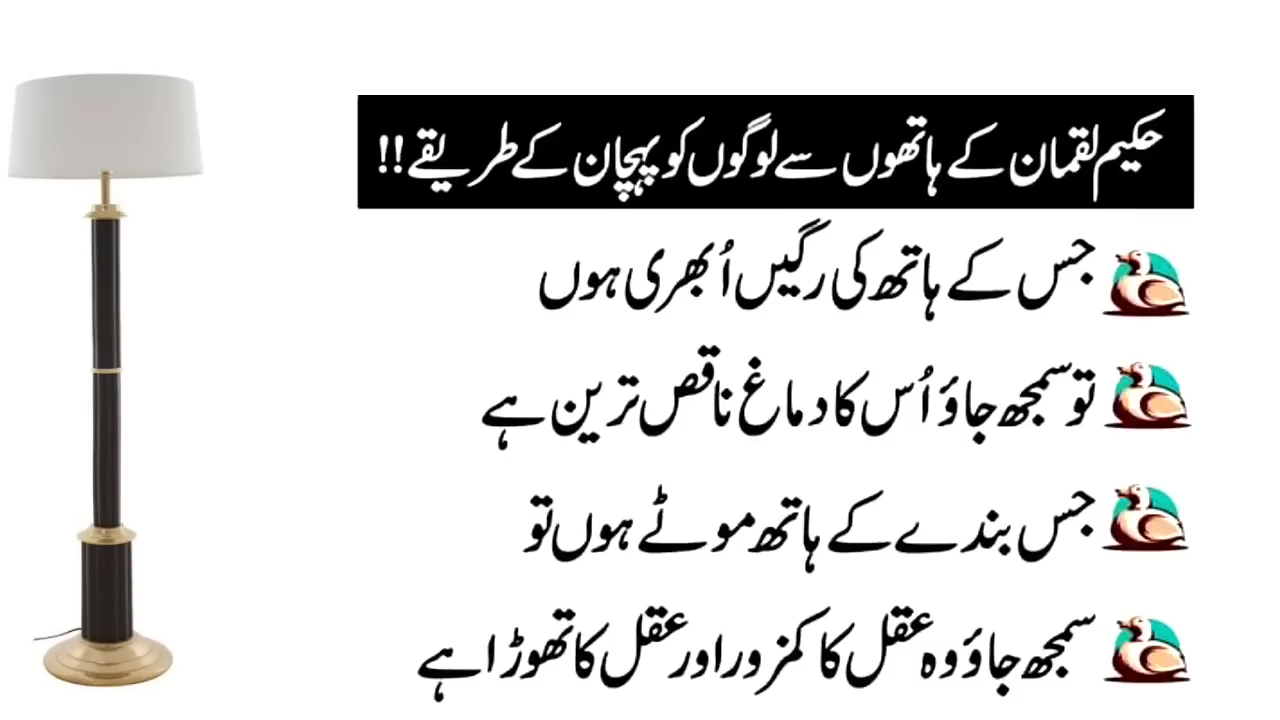 حکیم لقمان کے ہاتھوں سے لوگوں کو پہچان کے طریقے!!
جس کے ہاتھ کی رگیں اُبھری ہوں
تو سمجھ جاؤ اُس کا دماغ ناقص ترین ہے
جس بندے کے ہاتھ موٹے ہوں تو
سمجھ جاؤ وہ عقل کا کمزور اور عقل کا تھوڑا ہے